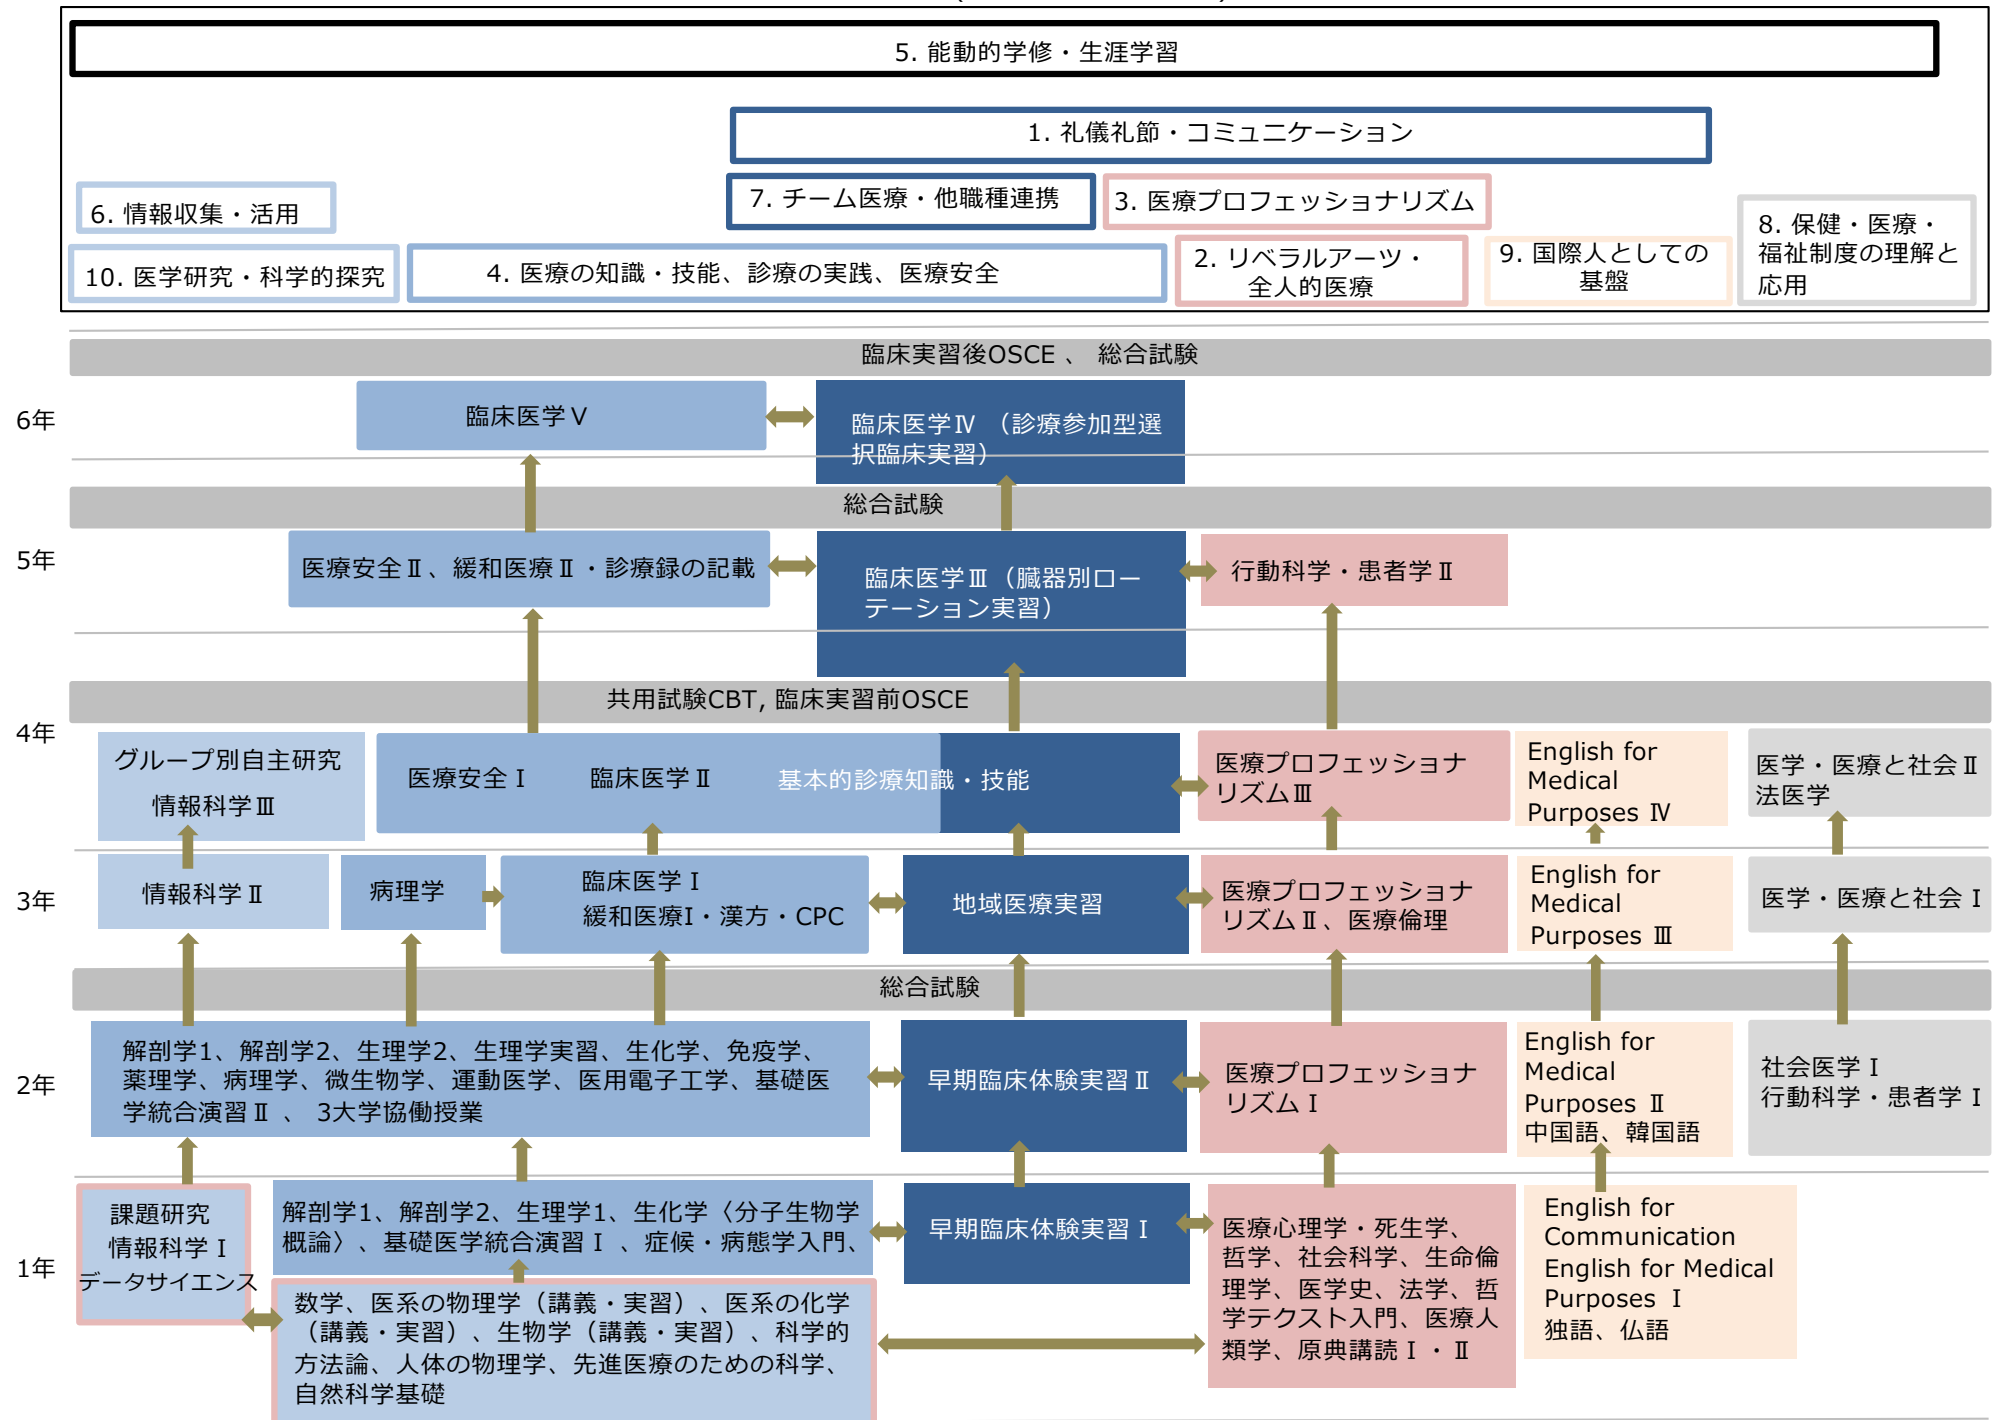 5. 能動的学修・生涯学習
1. 礼儀礼節・コミュニケーション
7. チーム医療・他職種連携
3. 医療プロフェッショナリズム
6. 情報収集・活用
8. 保健・医療・
福祉制度の理解と
応用
10. 医学研究・科学的探究
4. 医療の知識・技能、診療の実践、医療安全
2. リベラルアーツ・
全人的医療
9. 国際人としての
基盤
臨床実習後OSCE 、 総合試験
6年
臨床医学Ⅴ
臨床医学Ⅳ （診療参加型選
択臨床実習）
総合試験
5年
医療安全Ⅱ、緩和医療Ⅱ・診療録の記載
臨床医学Ⅲ（臓器別ロー
テーション実習）
行動科学・患者学Ⅱ
共用試験CBT, 臨床実習前OSCE
4年
グループ別自主研究
情報科学Ⅲ
医療安全Ⅰ 臨床医学Ⅱ 基本的診療知識・技能
医療プロフェッショナ
リズムⅢ
English for
Medical
Purposes Ⅳ
医学・医療と社会Ⅱ
法医学
3年
情報科学Ⅱ
病理学
臨床医学Ⅰ
緩和医療I・漢方・CPC
地域医療実習
医療プロフェッショナ
リズムⅡ、医療倫理
English for
Medical
Purposes Ⅲ
医学・医療と社会Ⅰ
総合試験
2年
解剖学1、解剖学2、生理学2、生理学実習、生化学、免疫学、
薬理学、病理学、微生物学、運動医学、医用電子工学、基礎医
学統合演習Ⅱ 、 3大学協働授業
早期臨床体験実習Ⅱ
医療プロフェッショナ
リズムⅠ
English for
Medical
Purposes Ⅱ
中国語、韓国語
社会医学Ⅰ
行動科学・患者学Ⅰ
1年
課題研究
情報科学Ⅰ
データサイエンス
解剖学1、解剖学2、生理学1、生化学〈分子生物学
概論〉、基礎医学統合演習Ⅰ 、症候・病態学入門、
早期臨床体験実習Ⅰ
医療心理学・死生学、
哲学、社会科学、生命倫
理学、医学史、法学、哲
学テクスト入門、医療人
類学、原典講読Ⅰ・Ⅱ
English for
Communication
English for Medical
Purposes Ⅰ
独語、仏語
数学、医系の物理学（講義・実習）、医系の化学
（講義・実習）、生物学（講義・実習）、科学的
方法論、人体の物理学、先進医療のための科学、
自然科学基礎